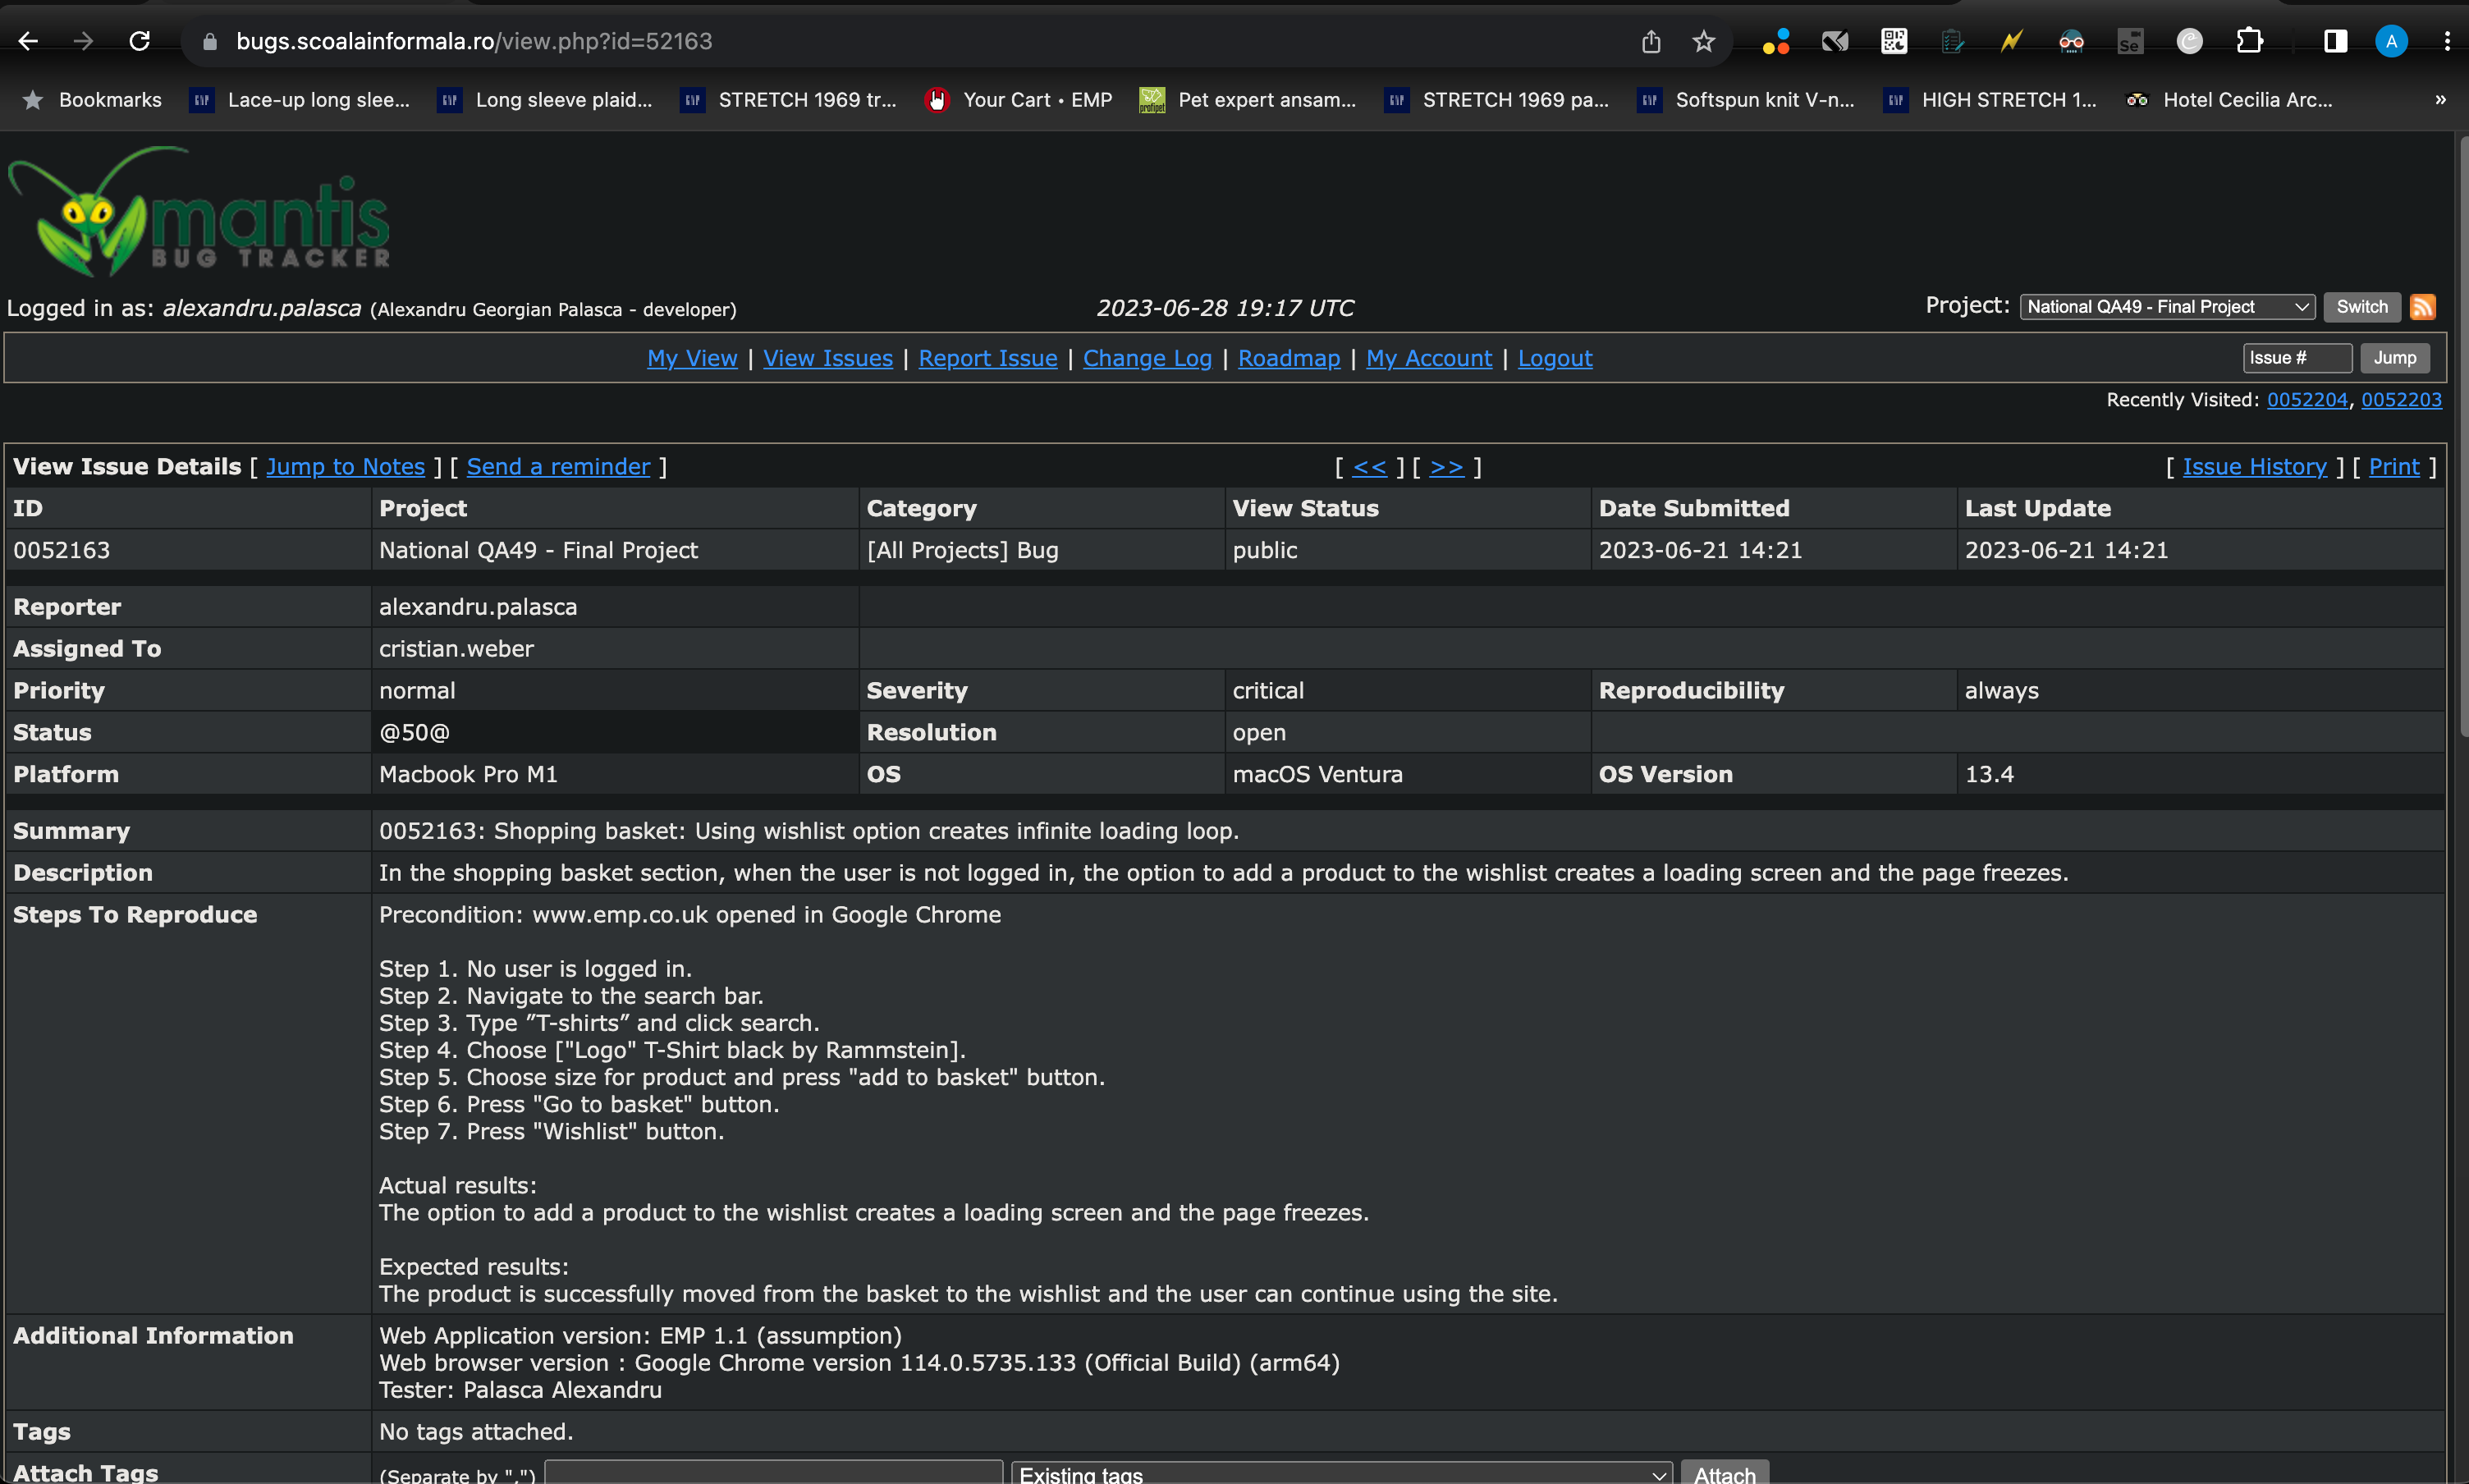 bugs.scoalainformala.ro/view.php?id=52163
Se
A
Bookmarks Lace-up long slee... Long sleeve plaid... STRETCH 1969 tr... Your Cart • EMP Pet expert ansam... STRETCH 1969 pa... Softspun knit V-n... HIGH STRETCH 1... Hotel Cecilia Arc... »
mantis
BUG TRACKER
Logged in as: alexandru.palasca (Alexandru Georgian Palasca - developer) 2023-06-28 19:17 UTC Project: National QA49 - Final Project Switch
My View | View Issues | Report Issue | Change Log | Roadmap | My Account | Logout Issue # Jump
Recently Visited: 0052204, 0052203
View Issue Details [ Jump to Notes ] [ Send a reminder ] [ << ] [ >> ] [ Issue History ] [ Print ]
ID Project Category View Status Date Submitted Last Update
0052163 National QA49 - Final Project [All Projects] Bug public 2023-06-21 14:21 2023-06-21 14:21
Reporter alexandru.palasca
Assigned To cristian.weber
Priority normal Severity critical Reproducibility always
Status @50@ Resolution open
Platform Macbook Pro M1 OS macOS Ventura OS Version 13.4
Summary 0052163: Shopping basket: Using wishlist option creates infinite loading loop.
Description In the shopping basket section, when the user is not logged in, the option to add a product to the wishlist creates a loading screen and the page freezes.
Steps To Reproduce Precondition: www.emp.co.uk opened in Google Chrome
Step 1. No user is logged in.
Step 2. Navigate to the search bar.
Step 3. Type ″T-shirts″ and click search.
Step 4. Choose ["Logo" T-Shirt black by Rammstein].
Step 5. Choose size for product and press "add to basket" button.
Step 6. Press "Go to basket" button.
Step 7. Press "Wishlist" button.
Actual results:
The option to add a product to the wishlist creates a loading screen and the page freezes.
Expected results:
The product is successfully moved from the basket to the wishlist and the user can continue using the site.
Additional Information Web Application version: EMP 1.1 (assumption)
Web browser version : Google Chrome version 114.0.5735.133 (Official Build) (arm64)
Tester: Palasca Alexandru
Tags No tags attached.
Attach Tags (Separate by ",") Existing tags Attach